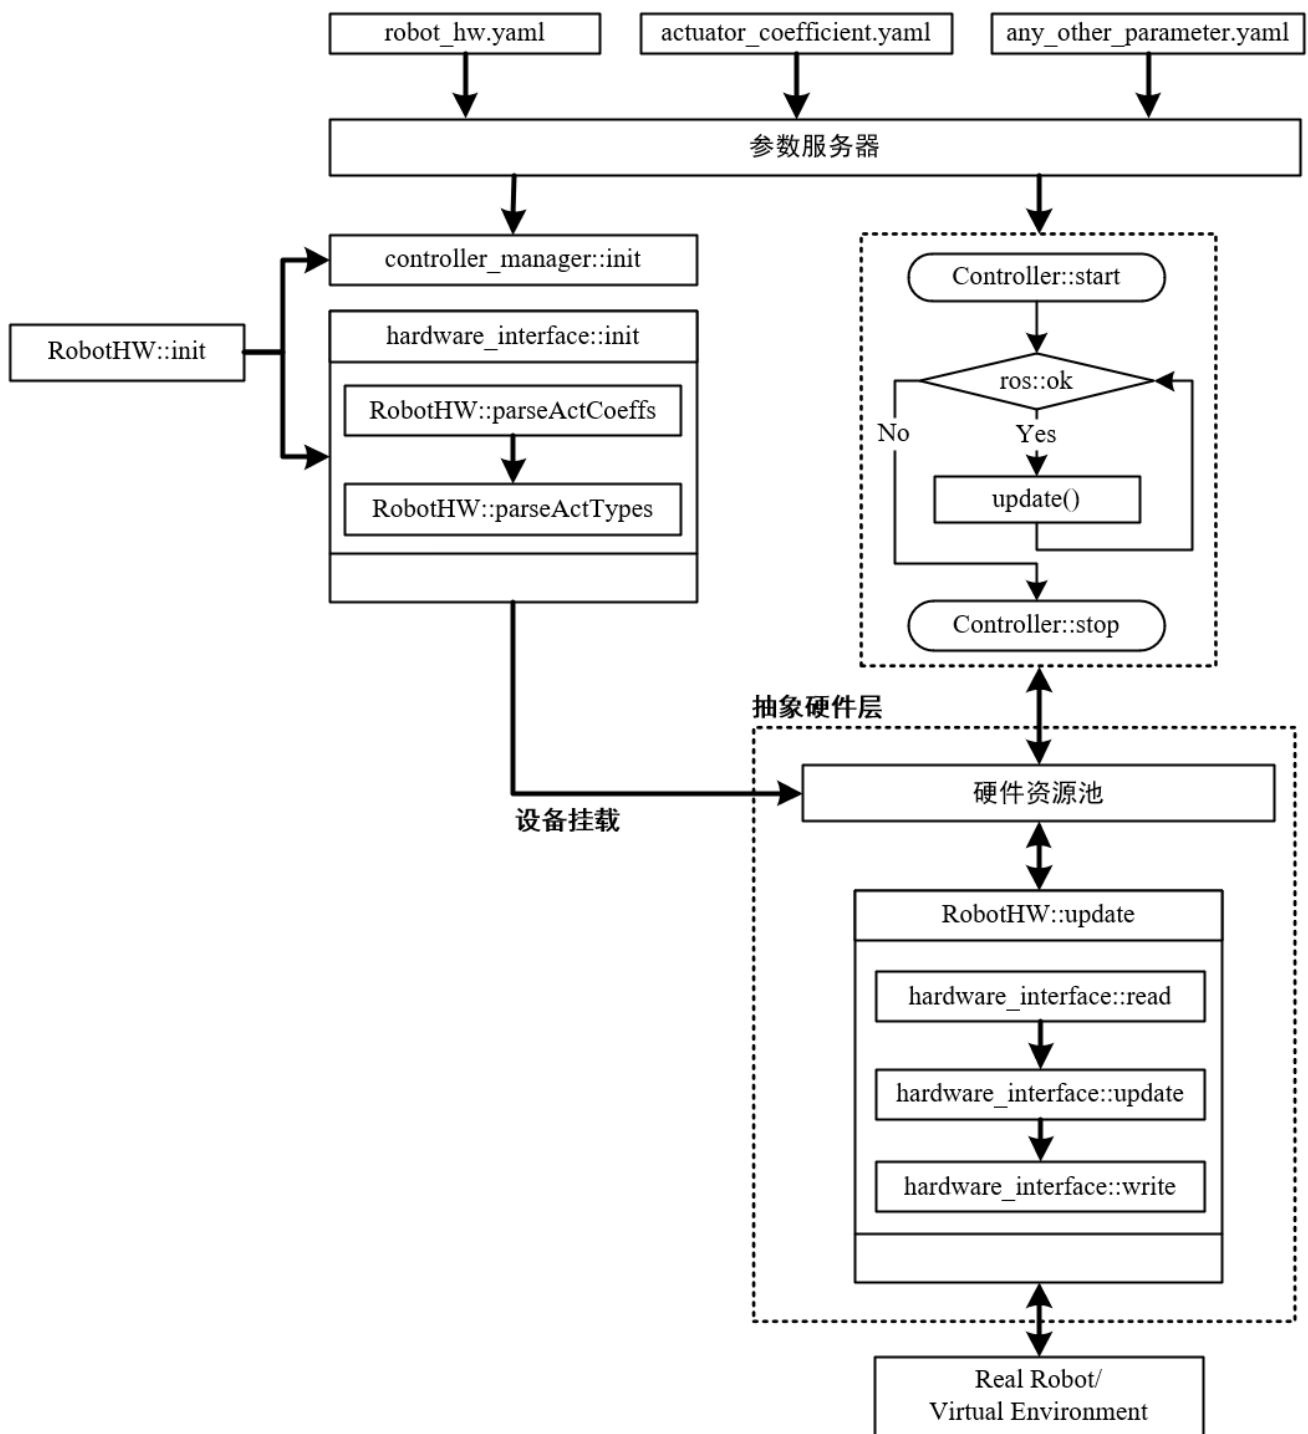 robot_hw.yaml
actuator_coefficient.yaml
any_other_parameter.yaml
参数服务器
controller_manager::init
RobotHW::init
hardware_interface::init
RobotHW::parseActCoeffs
RobotHW::parseActTypes
Controller::start
ros::ok
No
Yes
update()
Controller::stop
抽象硬件层
设备挂载
硬件资源池
RobotHW::update
hardware_interface::read
hardware_interface::update
hardware_interface::write
Real Robot/
Virtual Environment